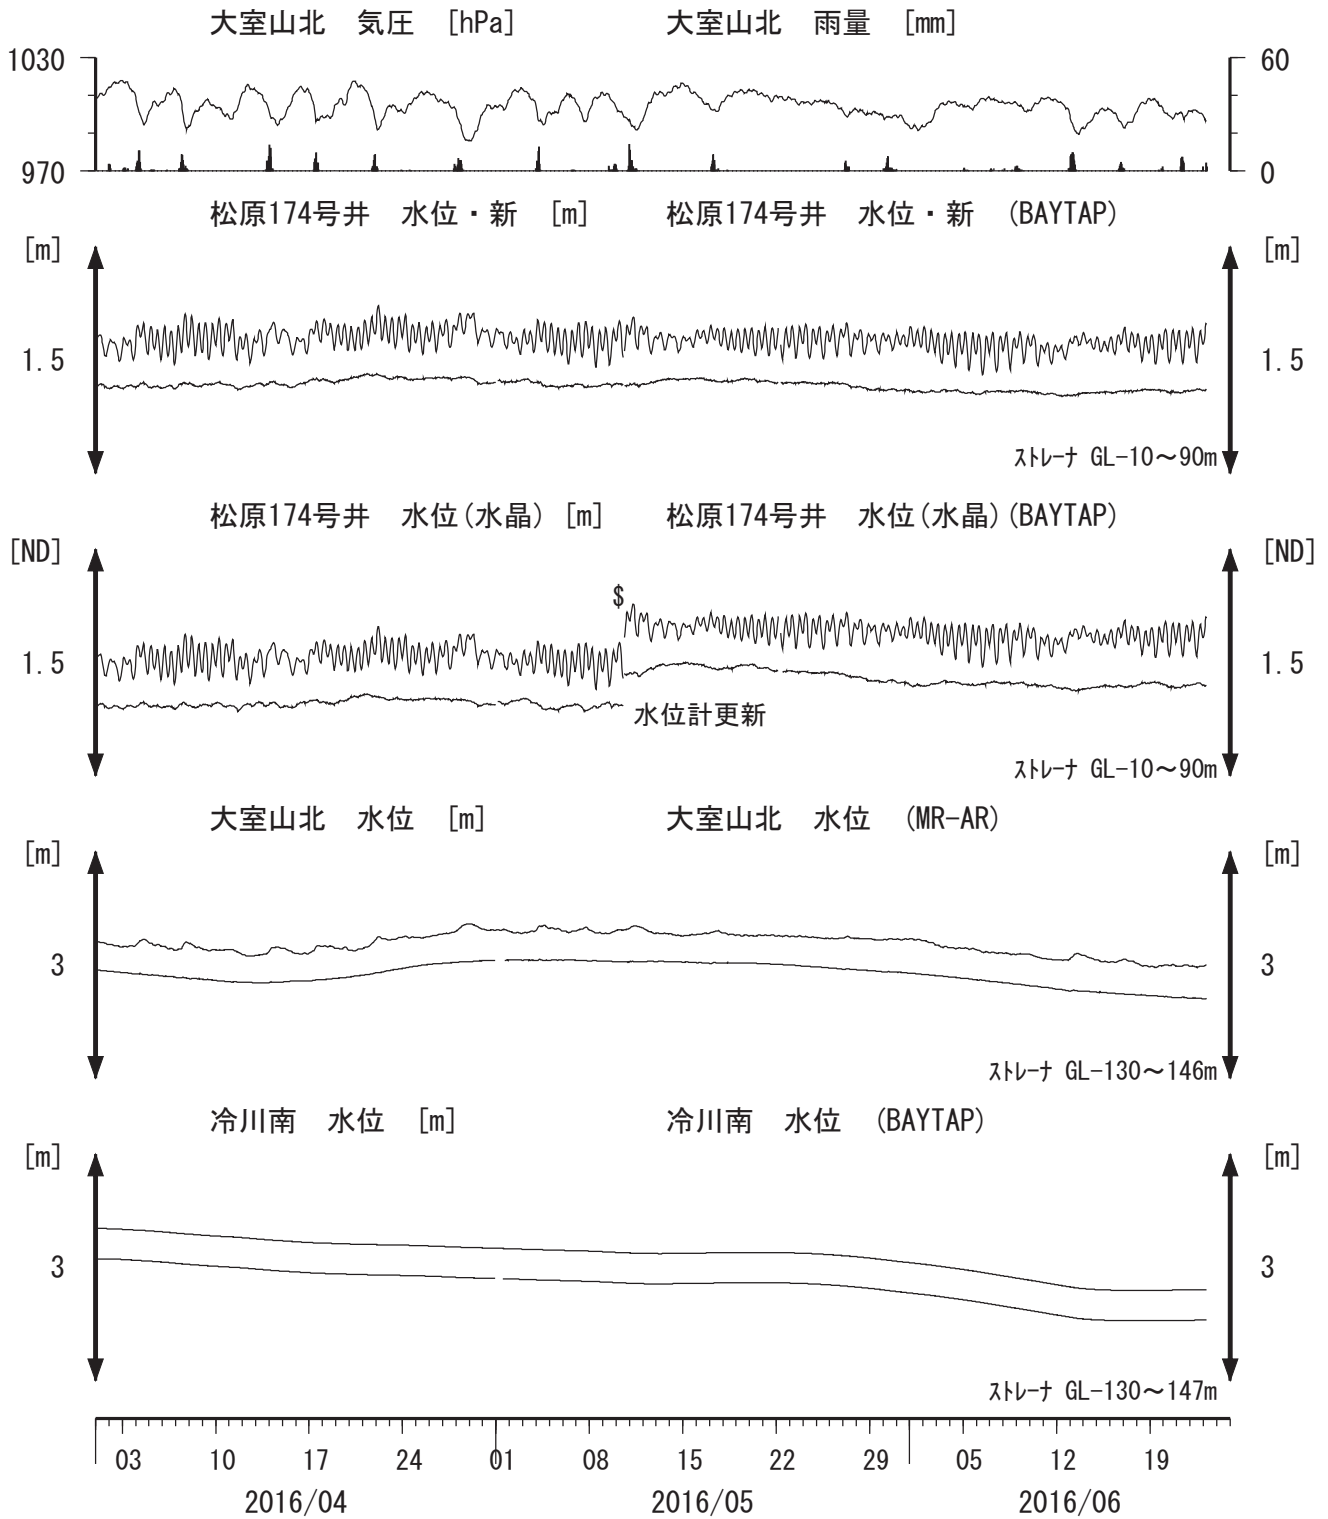 大室山北　気圧　[hPa]　大室山北　雨量　[mm]
1030　60
970　0
松原174号井　水位・新　[m]　松原174号井　水位・新　(BAYTAP)
[m]　[m]
1.5　1.5
ｽﾄﾚｰﾅ GL-10～90m
松原174号井　水位(水晶) [m]　松原174号井　水位(水晶)(BAYTAP)
[ND]　[ND]
$
1.5　1.5
水位計更新
ｽﾄﾚｰﾅ GL-10～90m
大室山北　水位　[m]　大室山北　水位　(MR-AR)
[m]　[m]
3　3
ｽﾄﾚｰﾅ GL-130～146m
冷川南　水位　[m]　冷川南　水位　(BAYTAP)
[m]　[m]
3　3
ｽﾄﾚｰﾅ GL-130～147m
03　10　17　24　01　08　15　22　29　05　12　19
2016/04　2016/05　2016/06